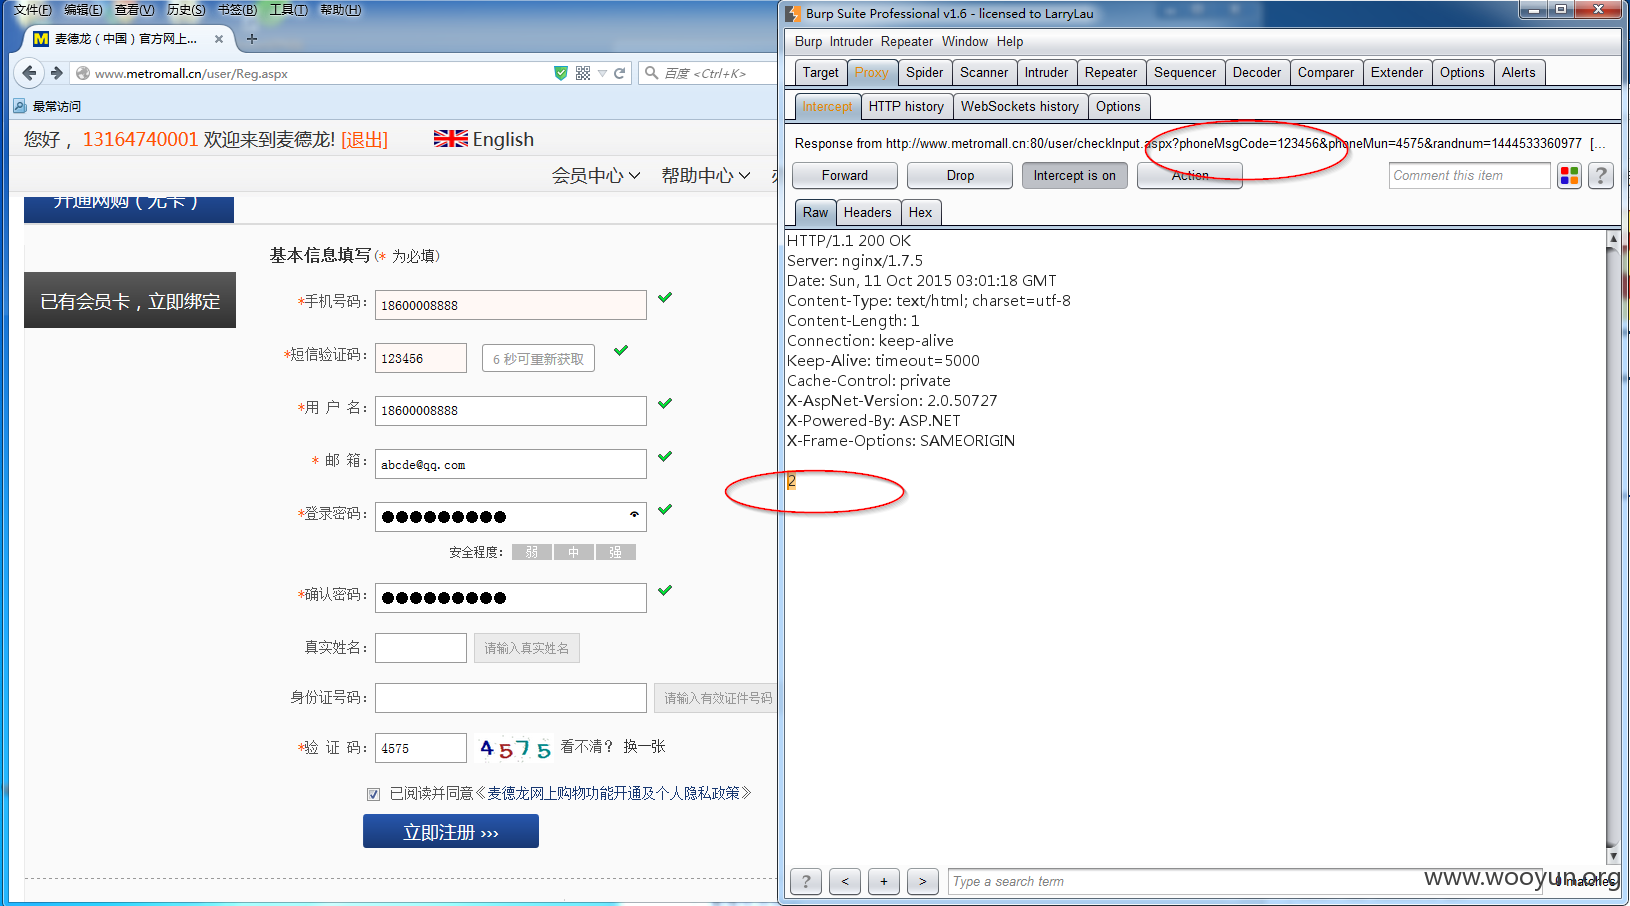 文件(F) 编辑(E) 查看(V) 历史(S) 书签(B) 工具(T) 帮助(H)
麦德龙（中国）官方网上... × +
www.metromall.cn/user/Reg.aspx
百度 <Ctrl+K>
最常访问
您好， 13164740001 欢迎来到麦德龙! [退出] English
会员中心 帮助中心
开通网购（无卡）
已有会员卡，立即绑定
基本信息填写(* 为必填)
*手机号码: 18600008888
*短信验证码: 123456 6 秒可重新获取
*用 户 名: 18600008888
* 邮 箱: abcde@qq.com
*登录密码: ●●●●●●●●●
安全程度: 弱 中 强
*确认密码: ●●●●●●●●●
真实姓名: 请输入真实姓名
身份证号码: 请输入有效证件号码
*验 证 码: 4575 4575 看不清? 换一张
已阅读并同意《麦德龙网上购物功能开通及个人隐私政策》
立即注册 >>>
Burp Suite Professional v1.6 - licensed to LarryLau
Burp Intruder Repeater Window Help
Target Proxy Spider Scanner Intruder Repeater Sequencer Decoder Comparer Extender Options Alerts
Intercept HTTP history WebSockets history Options
Response from http://www.metromall.cn:80/user/checkInput.aspx?phoneMsgCode=123456&phoneMun=4575&randnum=1444533360977 [...
Forward Drop Intercept is on Action Comment this item ?
Raw Headers Hex
HTTP/1.1 200 OK
Server: nginx/1.7.5
Date: Sun, 11 Oct 2015 03:01:18 GMT
Content-Type: text/html; charset=utf-8
Content-Length: 1
Connection: keep-alive
Keep-Alive: timeout=5000
Cache-Control: private
X-AspNet-Version: 2.0.50727
X-Powered-By: ASP.NET
X-Frame-Options: SAMEORIGIN
2
? < + > Type a search term 0 matches
www.wooyun.org